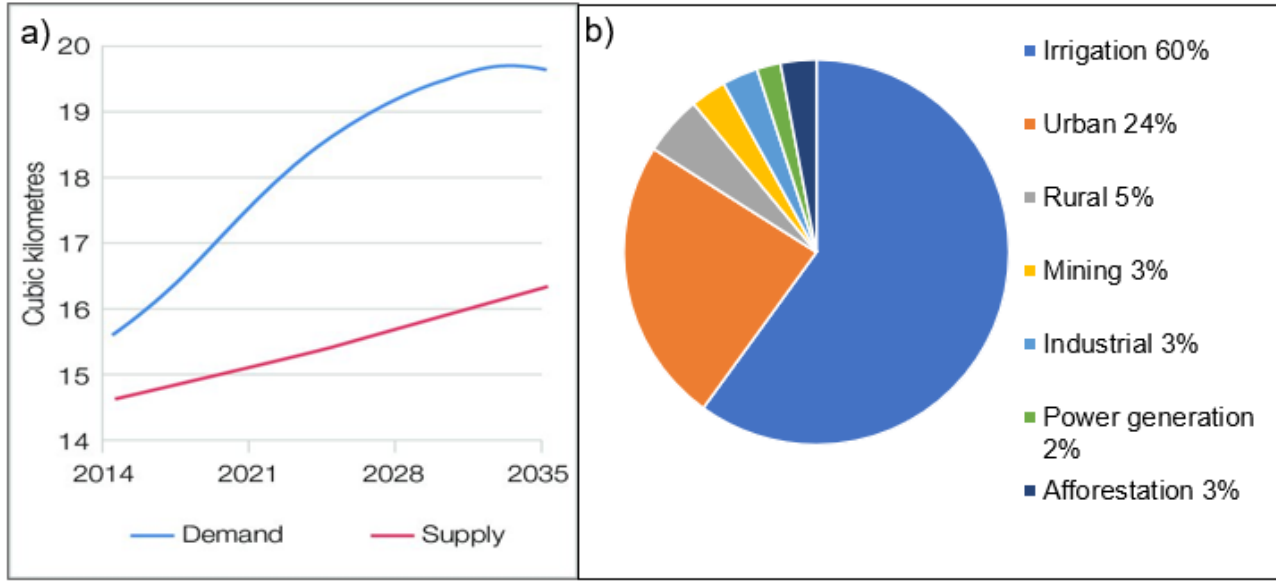 a)
20
19
18
17
16
15
14
Cubic kilometres
2014 2021 2028 2035
Demand Supply
b)
Irrigation 60%
Urban 24%
Rural 5%
Mining 3%
Industrial 3%
Power generation
2%
Afforestation 3%